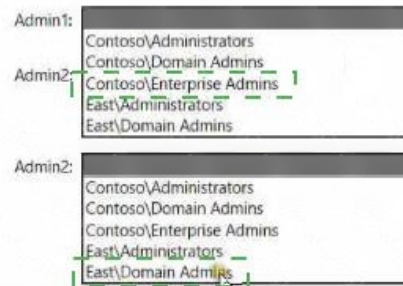 Admin1:
Contoso\Administrators
Contoso\Domain Admins
Admin2:
Contoso\Enterprise Admins
East\Administrators
East\Domain Admins
Admin2:
Contoso\Administrators
Contoso\Domain Admins
Contoso\Enterprise Admins
East\Administrators
East\Domain Admins